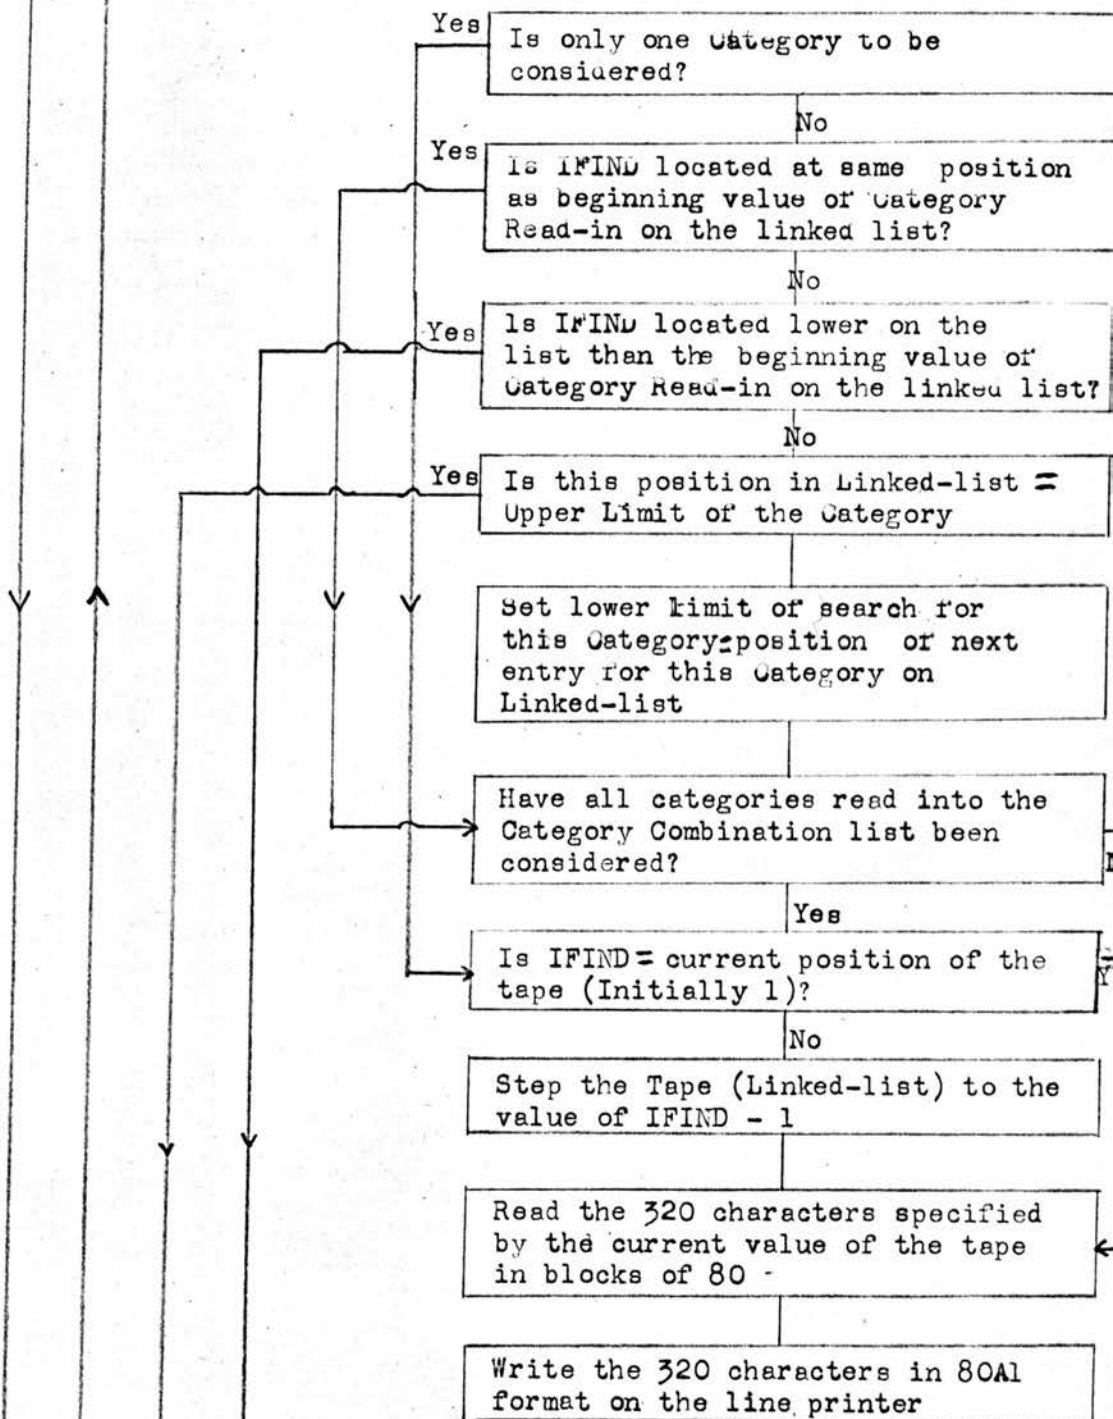 Yes
Is only one Category to be
considered?
No
Yes
Is IFIND located at same position
as beginning value of Category
Read-in on the linked list?
No
Yes
Is IFIND located lower on the
list than the beginning value of
Category Read-in on the linked list?
No
Yes
Is this position in Linked-list =
Upper Limit of the Category
Set lower limit of search for
this Category=position of next
entry for this Category on
Linked-list
Have all categories read into the
Category Combination list been
considered?
Yes
Is IFIND = current position of the
tape (Initially 1)?
No
Step the Tape (Linked-list) to the
value of IFIND - 1
Read the 320 characters specified
by the current value of the tape
in blocks of 80 -
Write the 320 characters in 80A1
format on the line printer